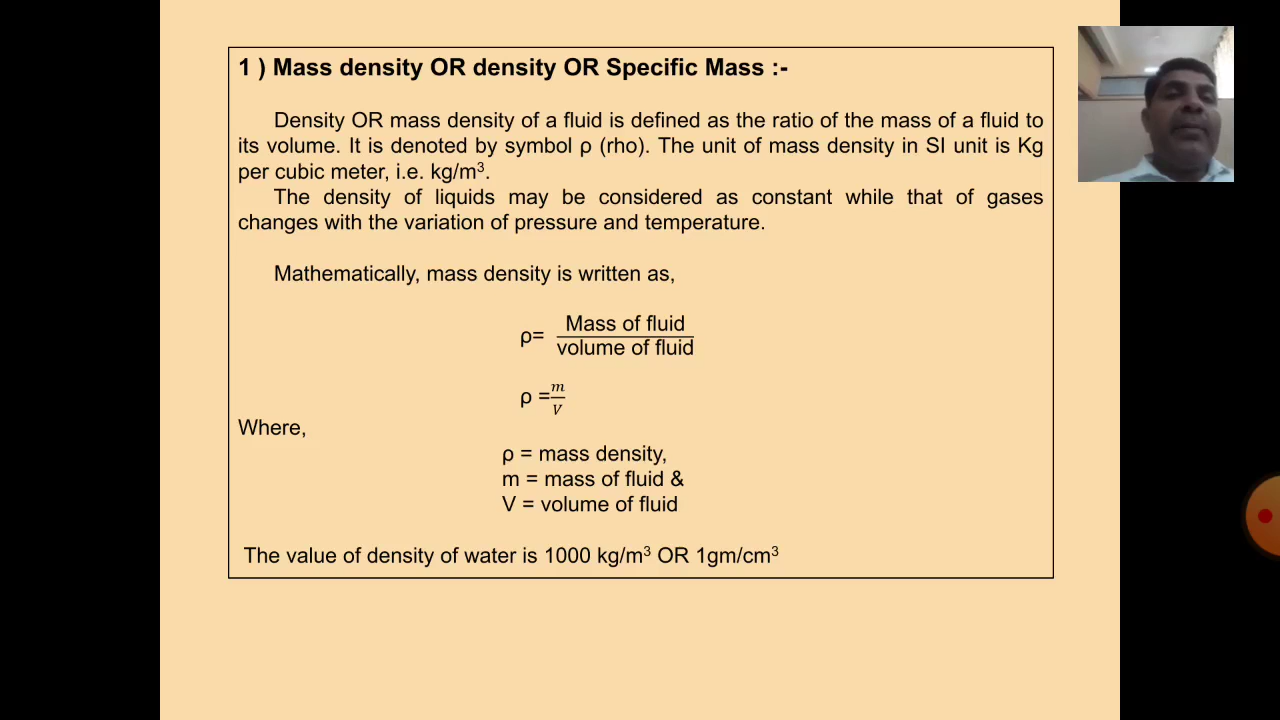 1 ) Mass density OR density OR Specific Mass :-
Density OR mass density of a fluid is defined as the ratio of the mass of a fluid to
its volume. It is denoted by symbol ρ (rho). The unit of mass density in SI unit is Kg
per cubic meter, i.e. kg/m³.
The density of liquids may be considered as constant while that of gases
changes with the variation of pressure and temperature.
Mathematically, mass density is written as,
ρ= Mass of fluid
volume of fluid
ρ = m
V
Where,
ρ = mass density,
m = mass of fluid &
V = volume of fluid
The value of density of water is 1000 kg/m³ OR 1gm/cm³